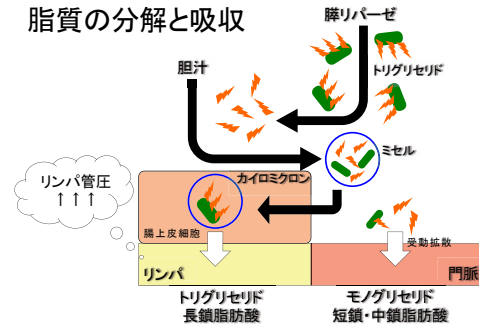 脂質の分解と吸収
膵リパーゼ
胆汁
トリグリセリド
ミセル
リンパ管圧
↑↑↑
カイロミクロン
腸上皮細胞
受動拡散
リンパ
門脈
トリグリセリド
長鎖脂肪酸
モノグリセリド
短鎖・中鎖脂肪酸